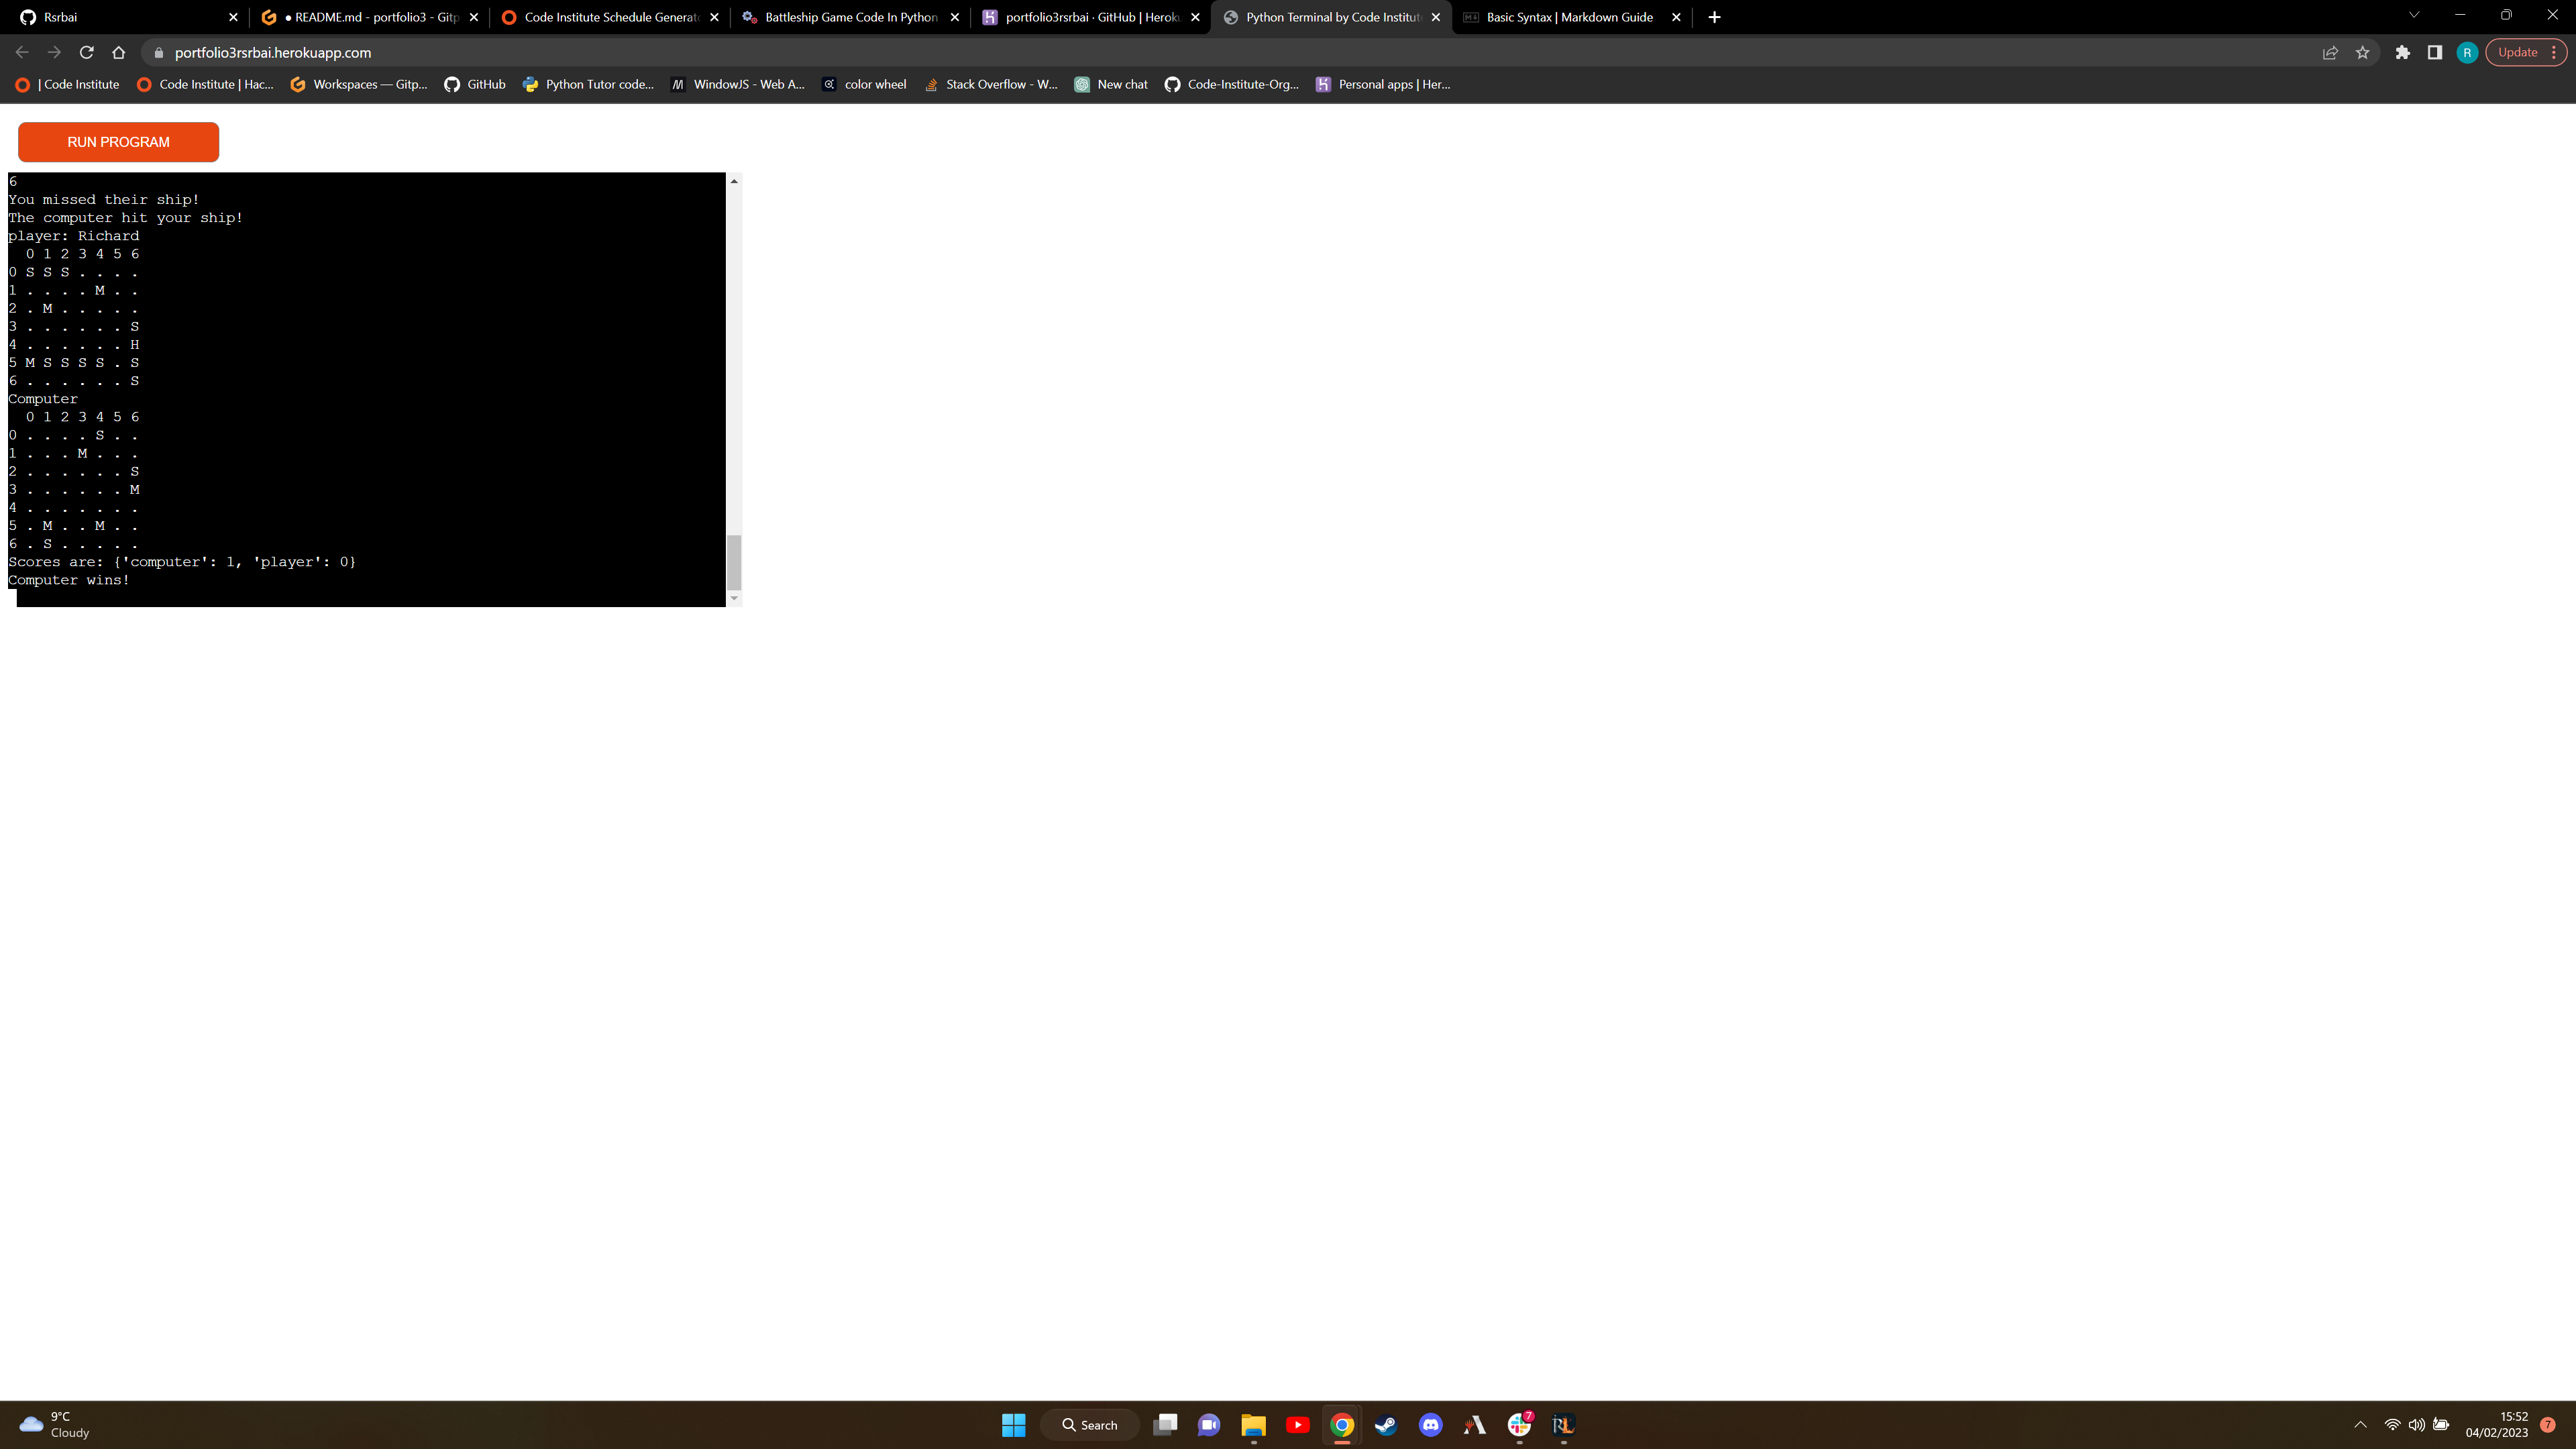 Rsrbai
● README.md - portfolio3 - Gitp
Code Institute Schedule Generato
Battleship Game Code In Python
portfolio3rsrbai · GitHub | Heroku
Python Terminal by Code Institute
Basic Syntax | Markdown Guide
portfolio3rsrbai.herokuapp.com
R
Update
| Code Institute
Code Institute | Hac...
Workspaces — Gitp...
GitHub
Python Tutor code...
WindowJS - Web A...
color wheel
Stack Overflow - W...
New chat
Code-Institute-Org...
Personal apps | Her...
RUN PROGRAM
6
You missed their ship!
The computer hit your ship!
player: Richard
0 1 2 3 4 5 6
0 S S S . . . .
1 . . . . M . .
2 . M . . . . .
3 . . . . . . S
4 . . . . . . H
5 M S S S S . S
6 . . . . . . S
Computer
0 1 2 3 4 5 6
0 . . . . S . .
1 . . . M . . .
2 . . . . . . S
3 . . . . . . M
4 . . . . . . .
5 . M . . M . .
6 . S . . . . .
Scores are: {'computer': 1, 'player': 0}
Computer wins!
9°C
Cloudy
Search
7
15:52
04/02/2023
7